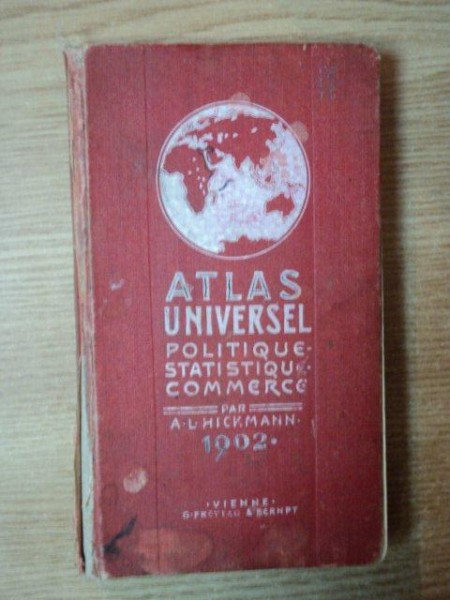 ATLAS
UNIVERSEL
POLITIQUE-
STATISTIQUE-
COMMERCE
PAR
A·L·HICKMANN·
1902·
·VIENNE·
G·FREYTAG & BERNDT